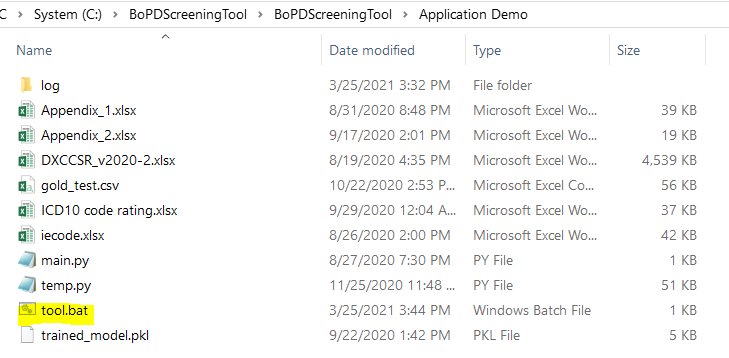 C > System (C:) > BoPDScreeningTool > BoPDScreeningTool > Application Demo
Name Date modified Type Size
log 3/25/2021 3:32 PM File folder
Appendix_1.xlsx 8/31/2020 8:48 PM Microsoft Excel Wo... 39 KB
Appendix_2.xlsx 9/17/2020 2:01 PM Microsoft Excel Wo... 19 KB
DXCCSR_v2020-2.xlsx 8/19/2020 4:35 PM Microsoft Excel Wo... 4,539 KB
gold_test.csv 10/22/2020 2:53 P... Microsoft Excel Co... 56 KB
ICD10 code rating.xlsx 9/29/2020 12:04 A... Microsoft Excel Wo... 37 KB
iecode.xlsx 8/26/2020 2:00 PM Microsoft Excel Wo... 42 KB
main.py 8/27/2020 7:30 PM PY File 1 KB
temp.py 11/25/2020 11:48 ... PY File 51 KB
tool.bat 3/25/2021 3:44 PM Windows Batch File 1 KB
trained_model.pkl 9/22/2020 1:42 PM PKL File 5 KB